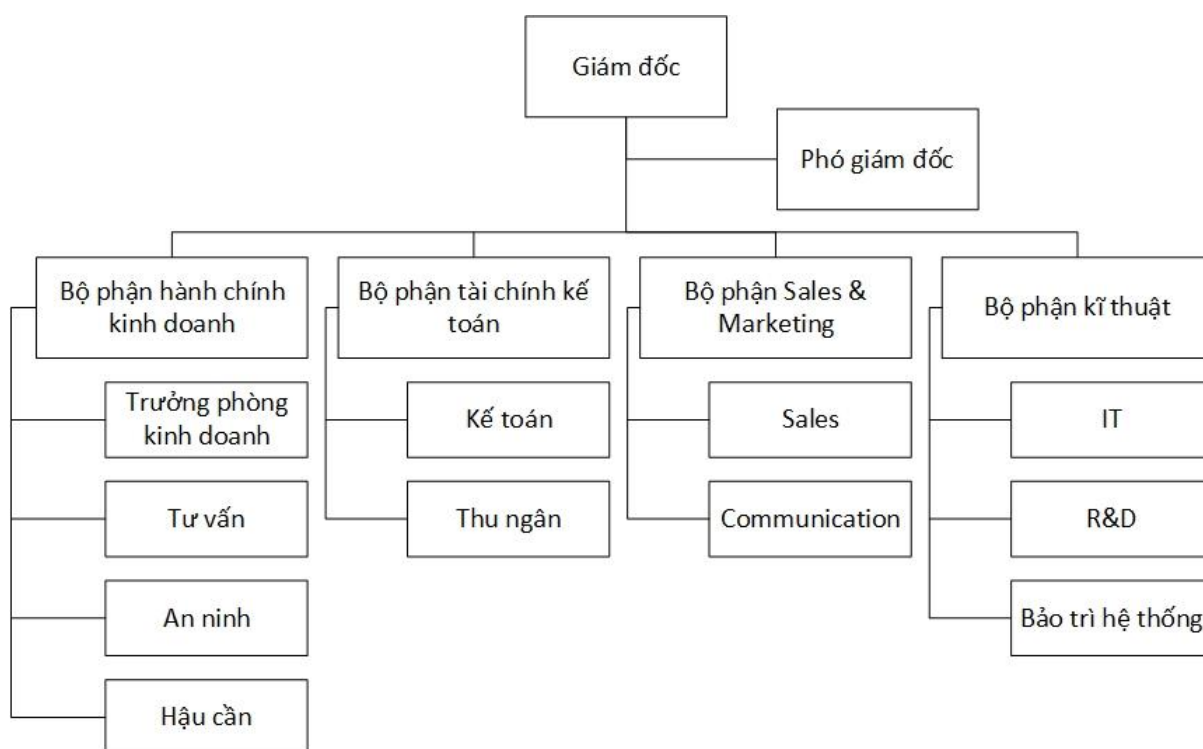 Giám đốc
Phó giám đốc
Bộ phận hành chính
kinh doanh
Trưởng phòng
kinh doanh
Tư vấn
An ninh
Hậu cần
Bộ phận tài chính kế
toán
Kế toán
Thu ngân
Bộ phận Sales &
Marketing
Sales
Communication
Bộ phận kĩ thuật
IT
R&D
Bảo trì hệ thống